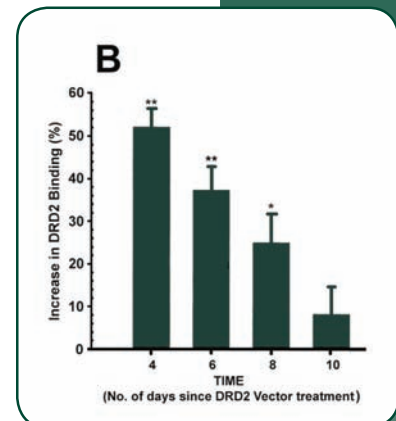 B
Increase in DRD2 Binding (%)
60
50
40
30
20
10
0
**
**
*
4 6 8 10
TIME
(No. of days since DRD2 Vector treatment)